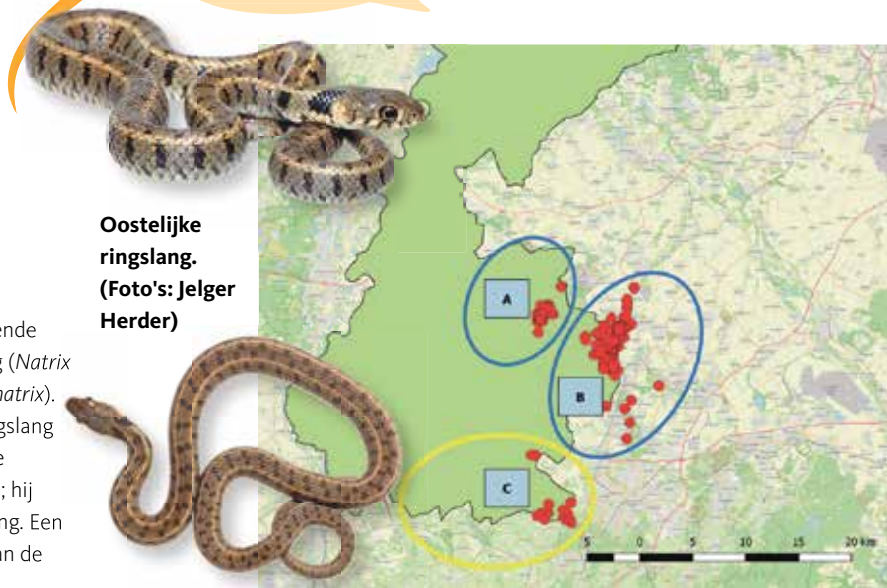 Oostelijke
ringslang.
(Foto's: Jelger
Herder)
ende
g (Natrix
natrix).
gslang
e
; hij
ng. Een
an de
A
B
C
5 0 5 10 15 20 km